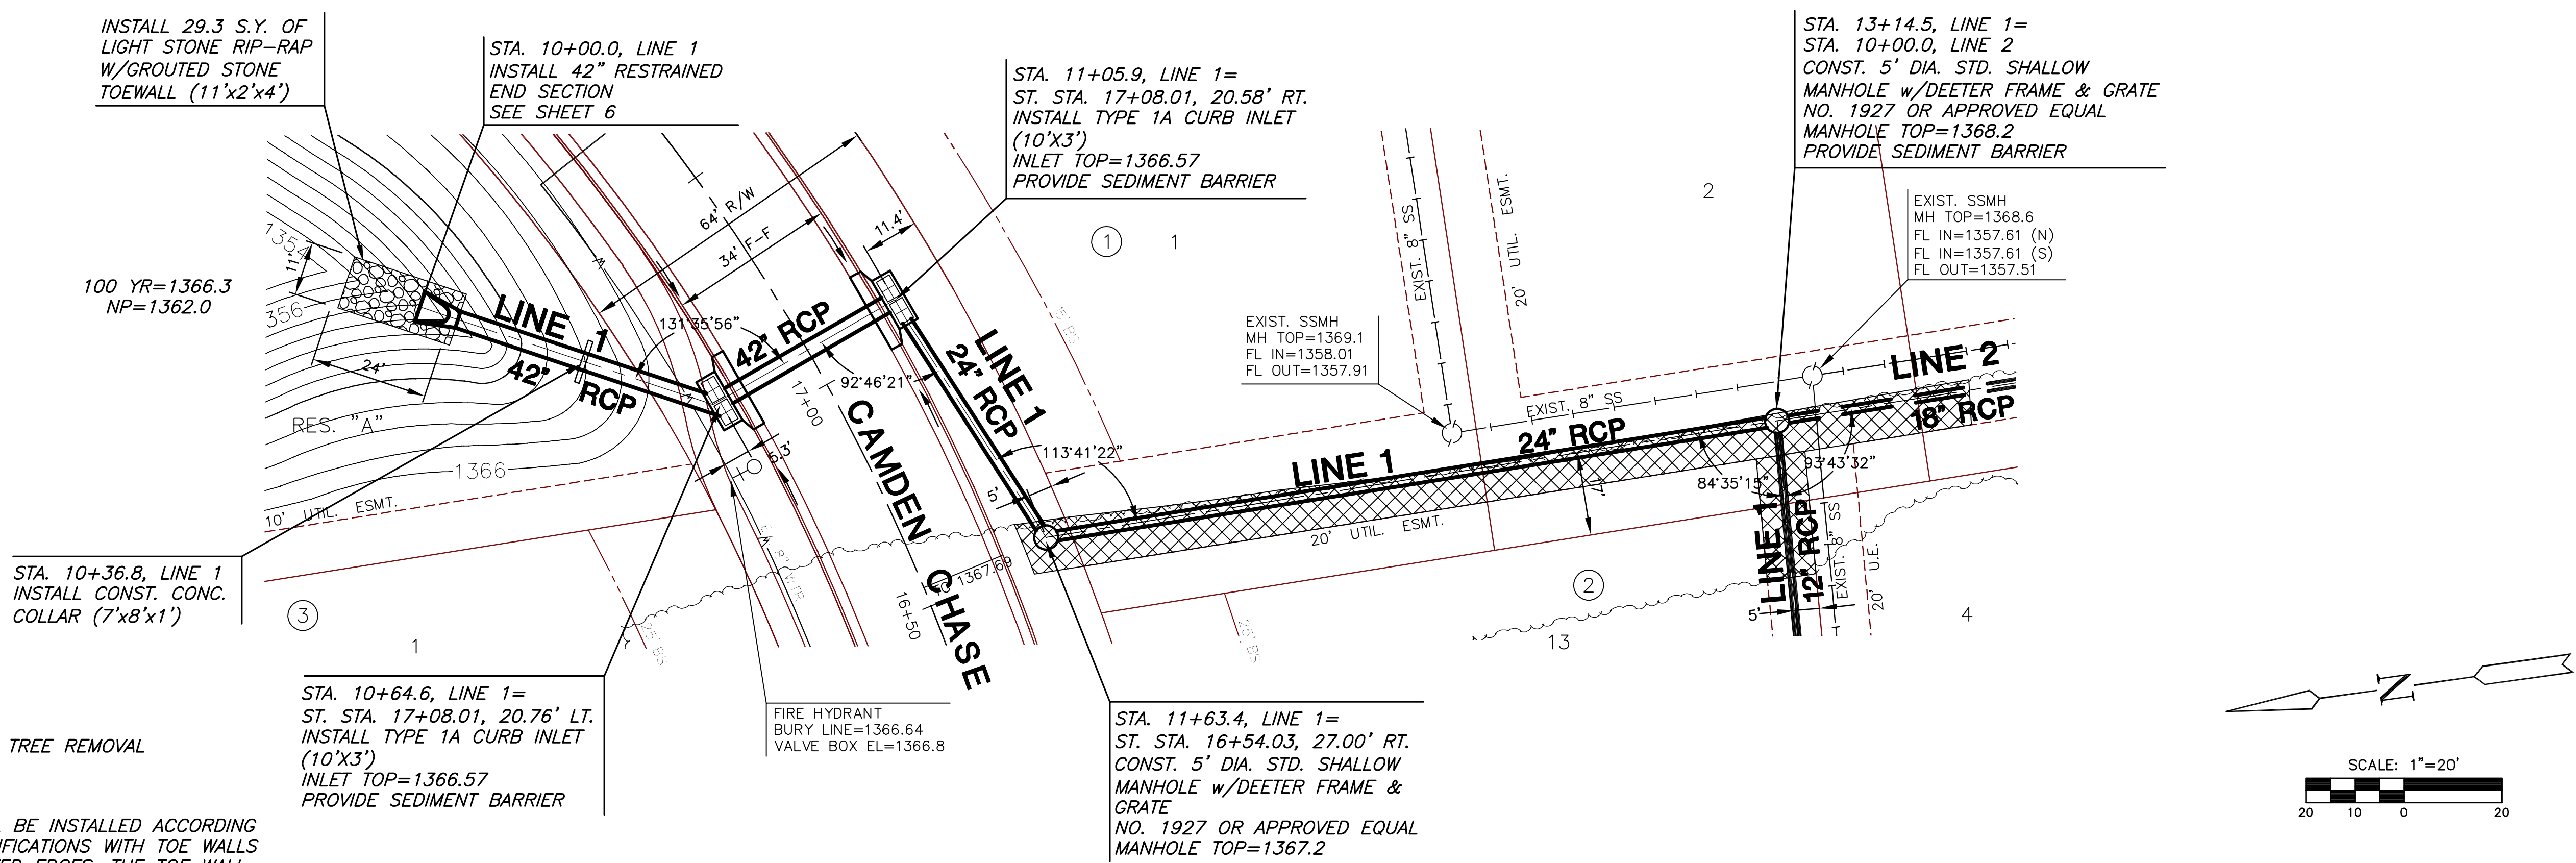 INSTALL 29.3 S.Y. OF
LIGHT STONE RIP-RAP
W/GROUTED STONE
TOEWALL (11'x2'x4')
STA. 10+00.0, LINE 1
INSTALL 42" RESTRAINED
END SECTION
SEE SHEET 6
STA. 11+05.9, LINE 1=
ST. STA. 17+08.01, 20.58' RT.
INSTALL TYPE 1A CURB INLET
(10'X3')
INLET TOP=1366.57
PROVIDE SEDIMENT BARRIER
STA. 13+14.5, LINE 1=
STA. 10+00.0, LINE 2
CONST. 5' DIA. STD. SHALLOW
MANHOLE w/DEETER FRAME & GRATE
NO. 1927 OR APPROVED EQUAL
MANHOLE TOP=1368.2
PROVIDE SEDIMENT BARRIER
EXIST. SSMH
MH TOP=1368.6
FL IN=1357.61 (N)
FL IN=1357.61 (S)
FL OUT=1357.51
EXIST. SSMH
MH TOP=1369.1
FL IN=1358.01
FL OUT=1357.91
100 YR=1366.3
NP=1362.0
1354
11'
356
24'
RES. "A"
1366
10' UTIL. ESMT.
LINE 1
42" RCP
131°35'56"
64' R/W
34' F-F
11.4'
42" RCP
92°46'21"
17+00
CAMDEN CHASE
16+50
1367.69
5.3'
LINE 1
24" RCP
15' BS
1
1
2
EXIST. 8" SS
20' UTIL. ESMT.
EXIST. 8" SS
113°41'22"
5'
LINE 1
24" RCP
20' UTIL. ESMT.
17'
LINE 2
18" RCP
84°35'15"
93°43'32"
LINE 1
12" RCP
EXIST. 8" SS
20' U.E.
5'
2
13
4
25' BS
25' BS
3
1
STA. 10+36.8, LINE 1
INSTALL CONST. CONC.
COLLAR (7'x8'x1')
STA. 10+64.6, LINE 1=
ST. STA. 17+08.01, 20.76' LT.
INSTALL TYPE 1A CURB INLET
(10'X3')
INLET TOP=1366.57
PROVIDE SEDIMENT BARRIER
FIRE HYDRANT
BURY LINE=1366.64
VALVE BOX EL=1366.8
STA. 11+63.4, LINE 1=
ST. STA. 16+54.03, 27.00' RT.
CONST. 5' DIA. STD. SHALLOW
MANHOLE w/DEETER FRAME &
GRATE
NO. 1927 OR APPROVED EQUAL
MANHOLE TOP=1367.2
TREE REMOVAL
BE INSTALLED ACCORDING
WITH TOE WALLS
N
SCALE: 1"=20'
20 10 0 20